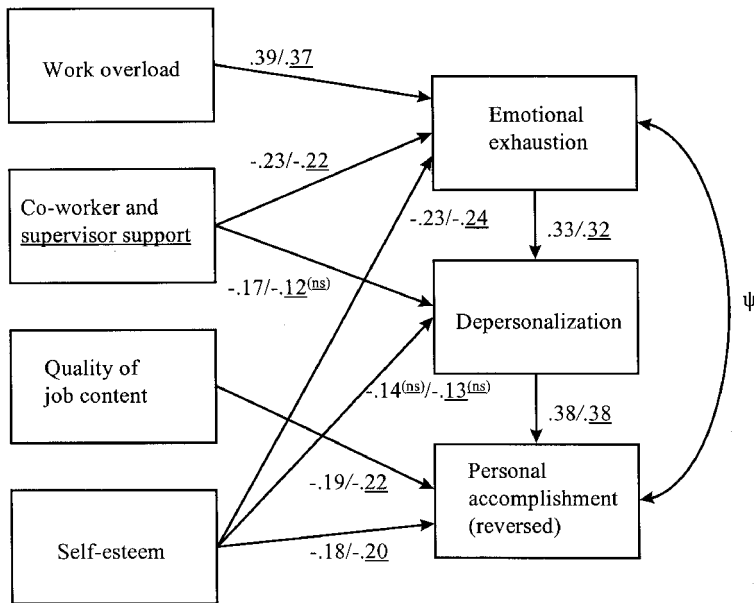 Work overload
.39/.37
Emotional
exhaustion
Co-worker and
supervisor support
-.23/-.22
-.23/-.24
.33/.32
-.17/-.12(ns)
Depersonalization
ψ
Quality of
job content
-.14(ns)/-.13(ns)
.38/.38
-.19/-.22
Personal
accomplishment
(reversed)
Self-esteem
-.18/-.20